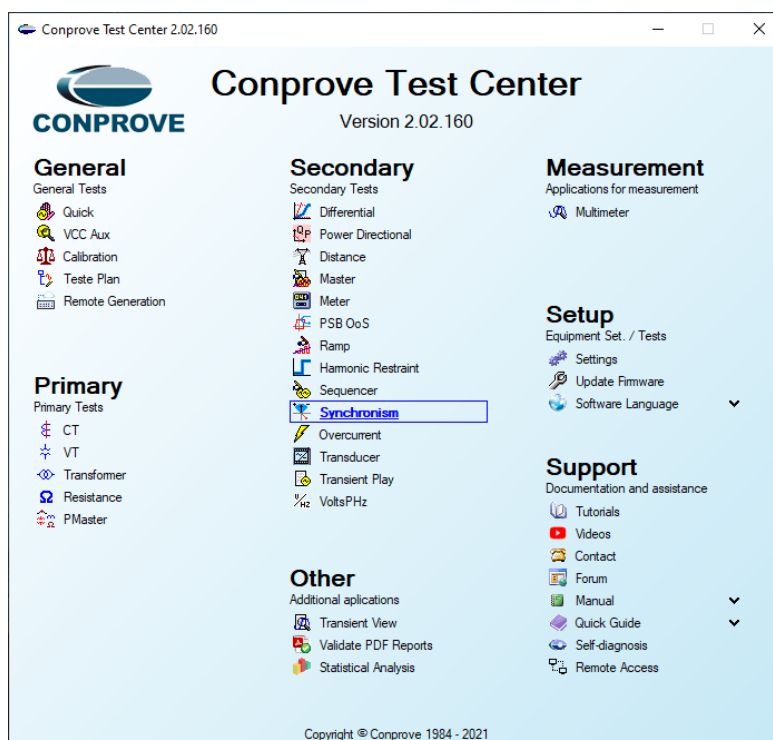 Conprove Test Center 2.02.160
Conprove Test Center
Version 2.02.160
CONPROVE
General
General Tests
Quick
VCC Aux
Calibration
Teste Plan
Remote Generation
Primary
Primary Tests
CT
VT
Transformer
Resistance
PMaster
Secondary
Secondary Tests
Differential
Power Directional
Distance
Master
Meter
PSB OoS
Ramp
Harmonic Restraint
Sequencer
Synchronism
Overcurrent
Transducer
Transient Play
VoltsPHz
Other
Additional aplications
Transient View
Validate PDF Reports
Statistical Analysis
Measurement
Applications for measurement
Multimeter
Setup
Equipment Set. / Tests
Settings
Update Firmware
Software Language
Support
Documentation and assistance
Tutorials
Videos
Contact
Forum
Manual
Quick Guide
Self-diagnosis
Remote Access
Copyright © Conprove 1984 - 2021